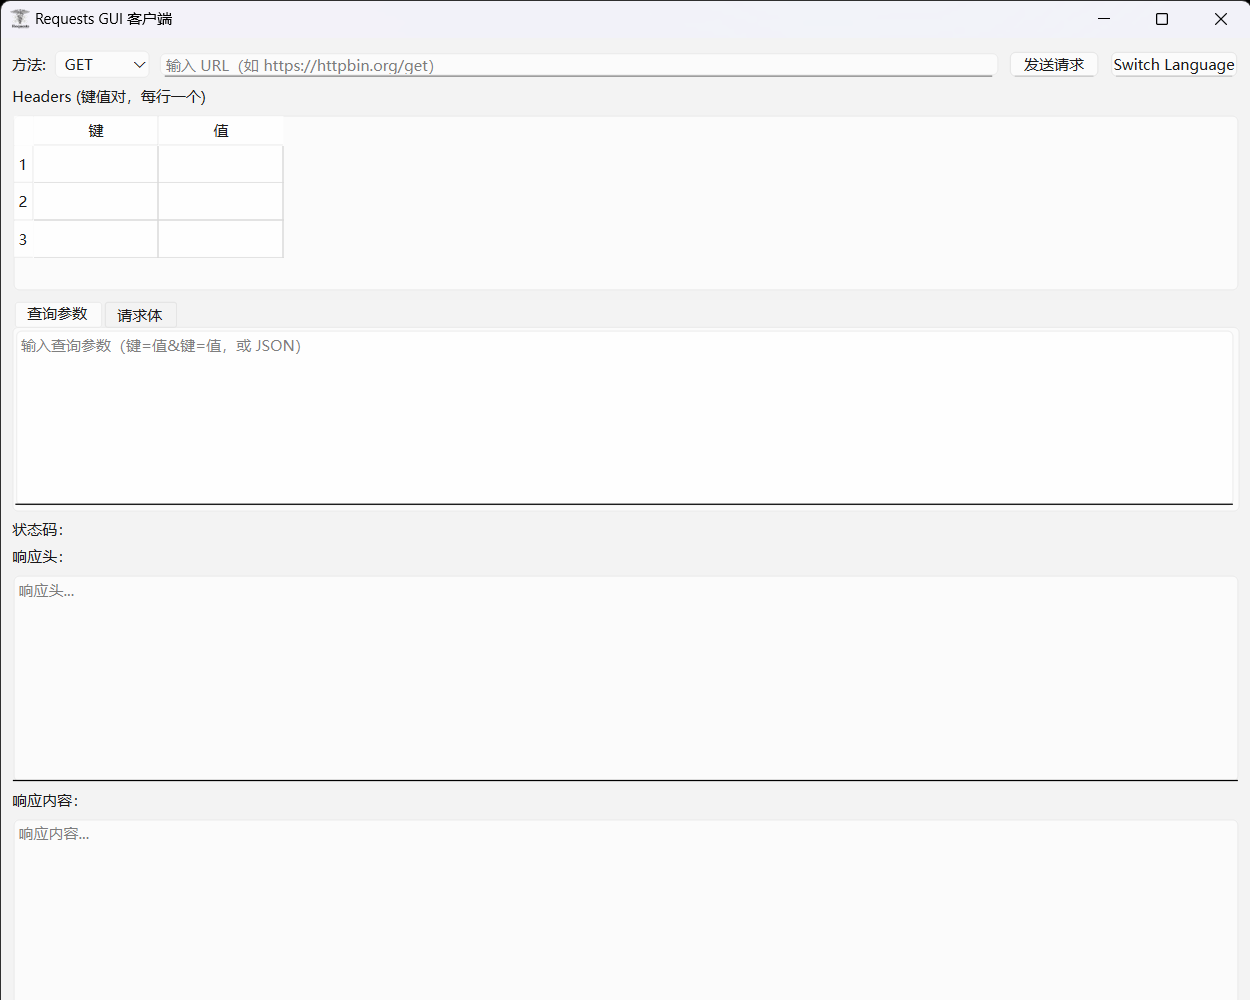 Requests GUI 客户端
方法: GET 输入 URL（如 https://httpbin.org/get） 发送请求 Switch Language
Headers (键值对，每行一个)
键 值
1
2
3
查询参数 请求体
输入查询参数（键=值&键=值，或 JSON）
状态码：
响应头：
响应头...
响应内容：
响应内容...